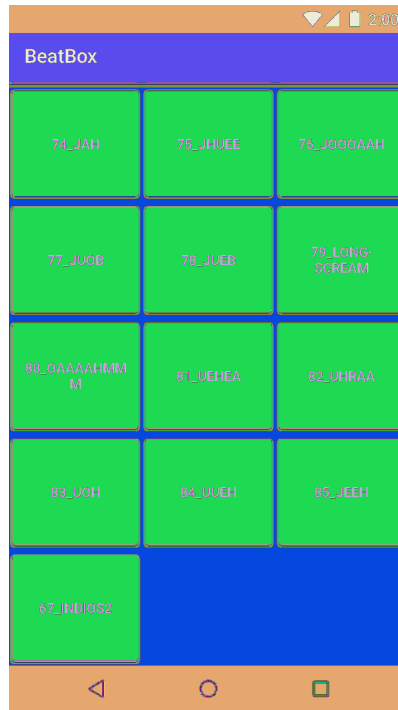 2:00
BeatBox
74_JAH
75_JHUEE
76_JOOOAAH
77_JUOB
78_JUEB
79_LONG-
SCREAM
80_OAAAAHMM
M
81_UEHEA
82_UHRAA
83_UOH
84_UUEH
85_JEEH
67_INDIOS2